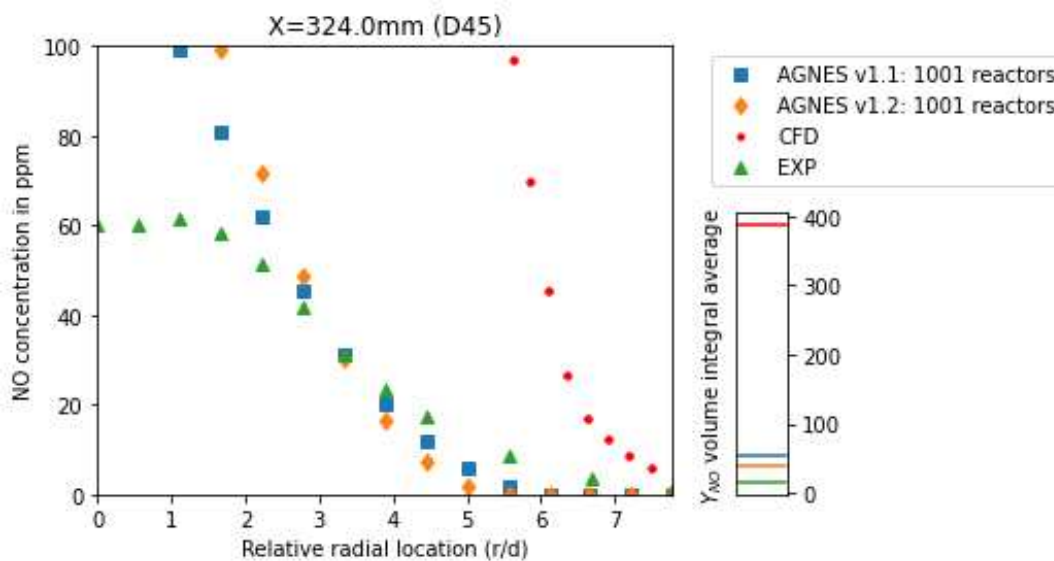 X=324.0mm (D45)
NO concentration in ppm
100
80
60
40
20
0
0 1 2 3 4 5 6 7
Relative radial location (r/d)
AGNES v1.1: 1001 reactors
AGNES v1.2: 1001 reactors
CFD
EXP
Y_NO volume integral average
400
300
200
100
0